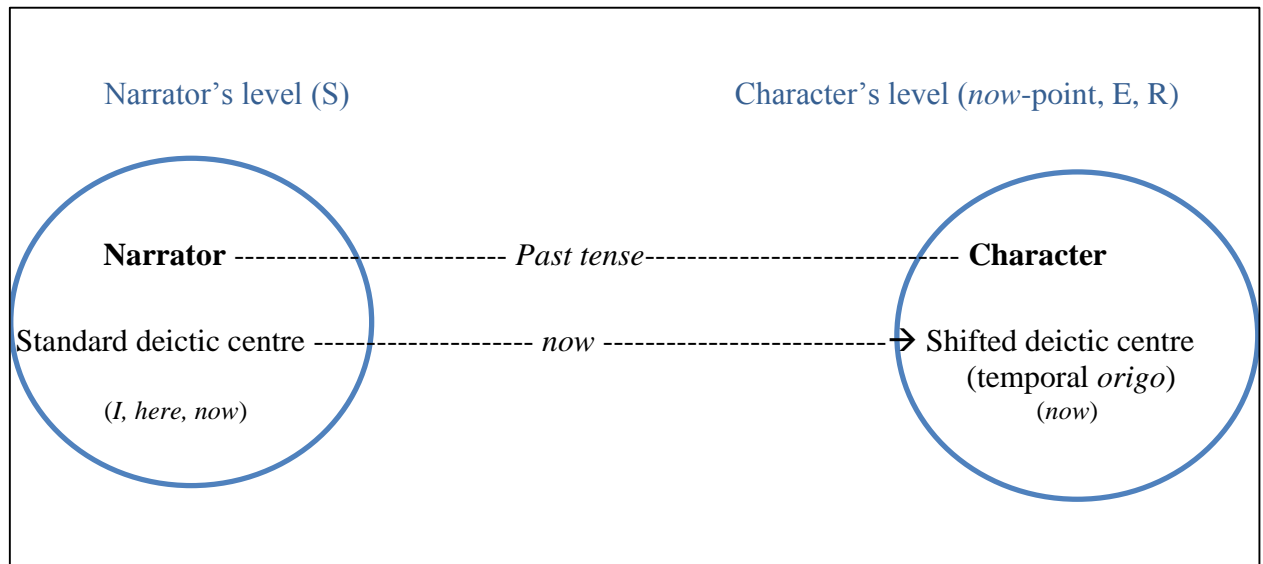 Narrator’s level (S) Character’s level (now-point, E, R)
Narrator -------------------------- Past tense------------------------------ Character
Standard deictic centre --------------------- now ---------------------------→ Shifted deictic centre
(temporal origo)
(I, here, now) (now)